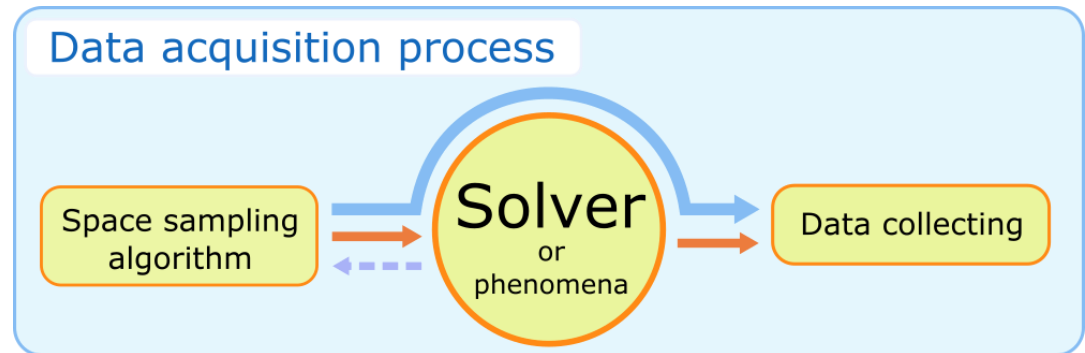 Data acquisition process
Space sampling
algorithm
Solver
or
phenomena
Data collecting